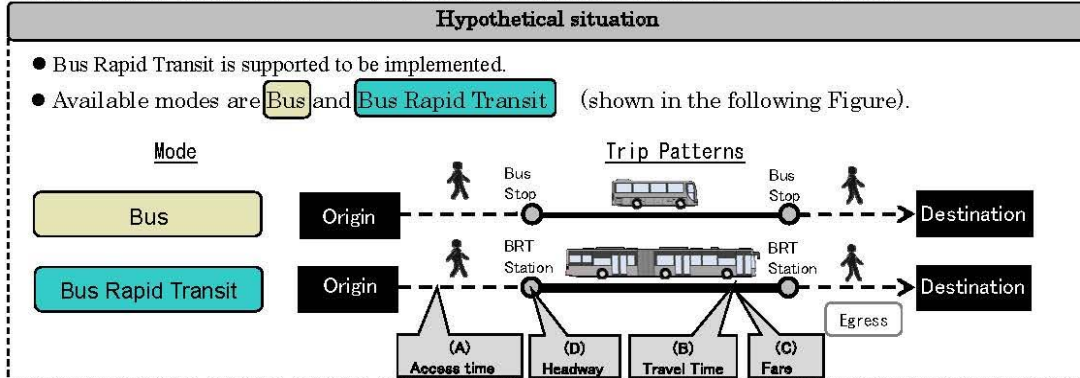 Hypothetical situation
● Bus Rapid Transit is supported to be implemented.
● Available modes are Bus and Bus Rapid Transit (shown in the following Figure).
Mode
Trip Patterns
Bus
Origin
Bus
Stop
Bus
Stop
Destination
Bus Rapid Transit
Origin
BRT
Station
BRT
Station
Destination
Egress
(A)
Access time
(D)
Headway
(B)
Travel Time
(C)
Fare